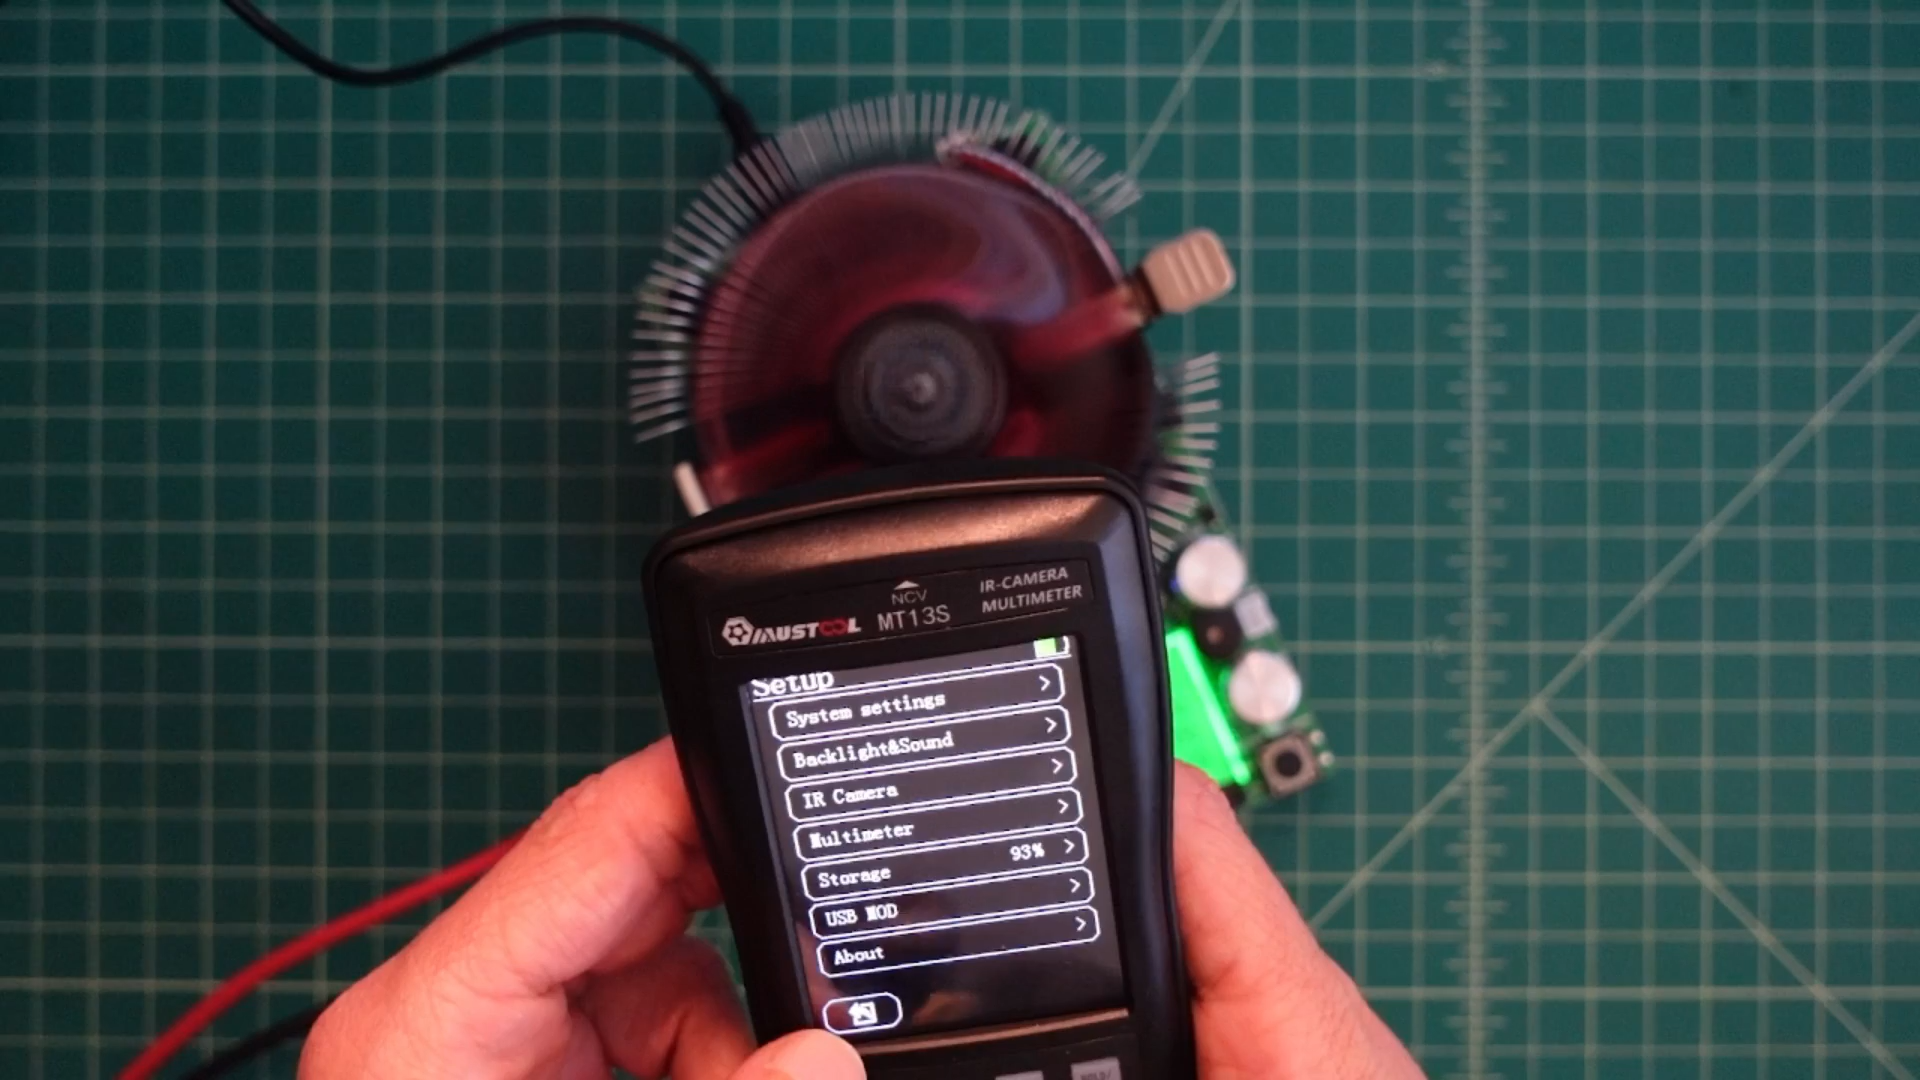 NCV
IR-CAMERA
MUSTOOL MT13S MULTIMETER
Setup
System settings >
Backlight&Sound >
IR Camera >
Multimeter >
Storage 93% >
USB MOD >
About >
HOLD/